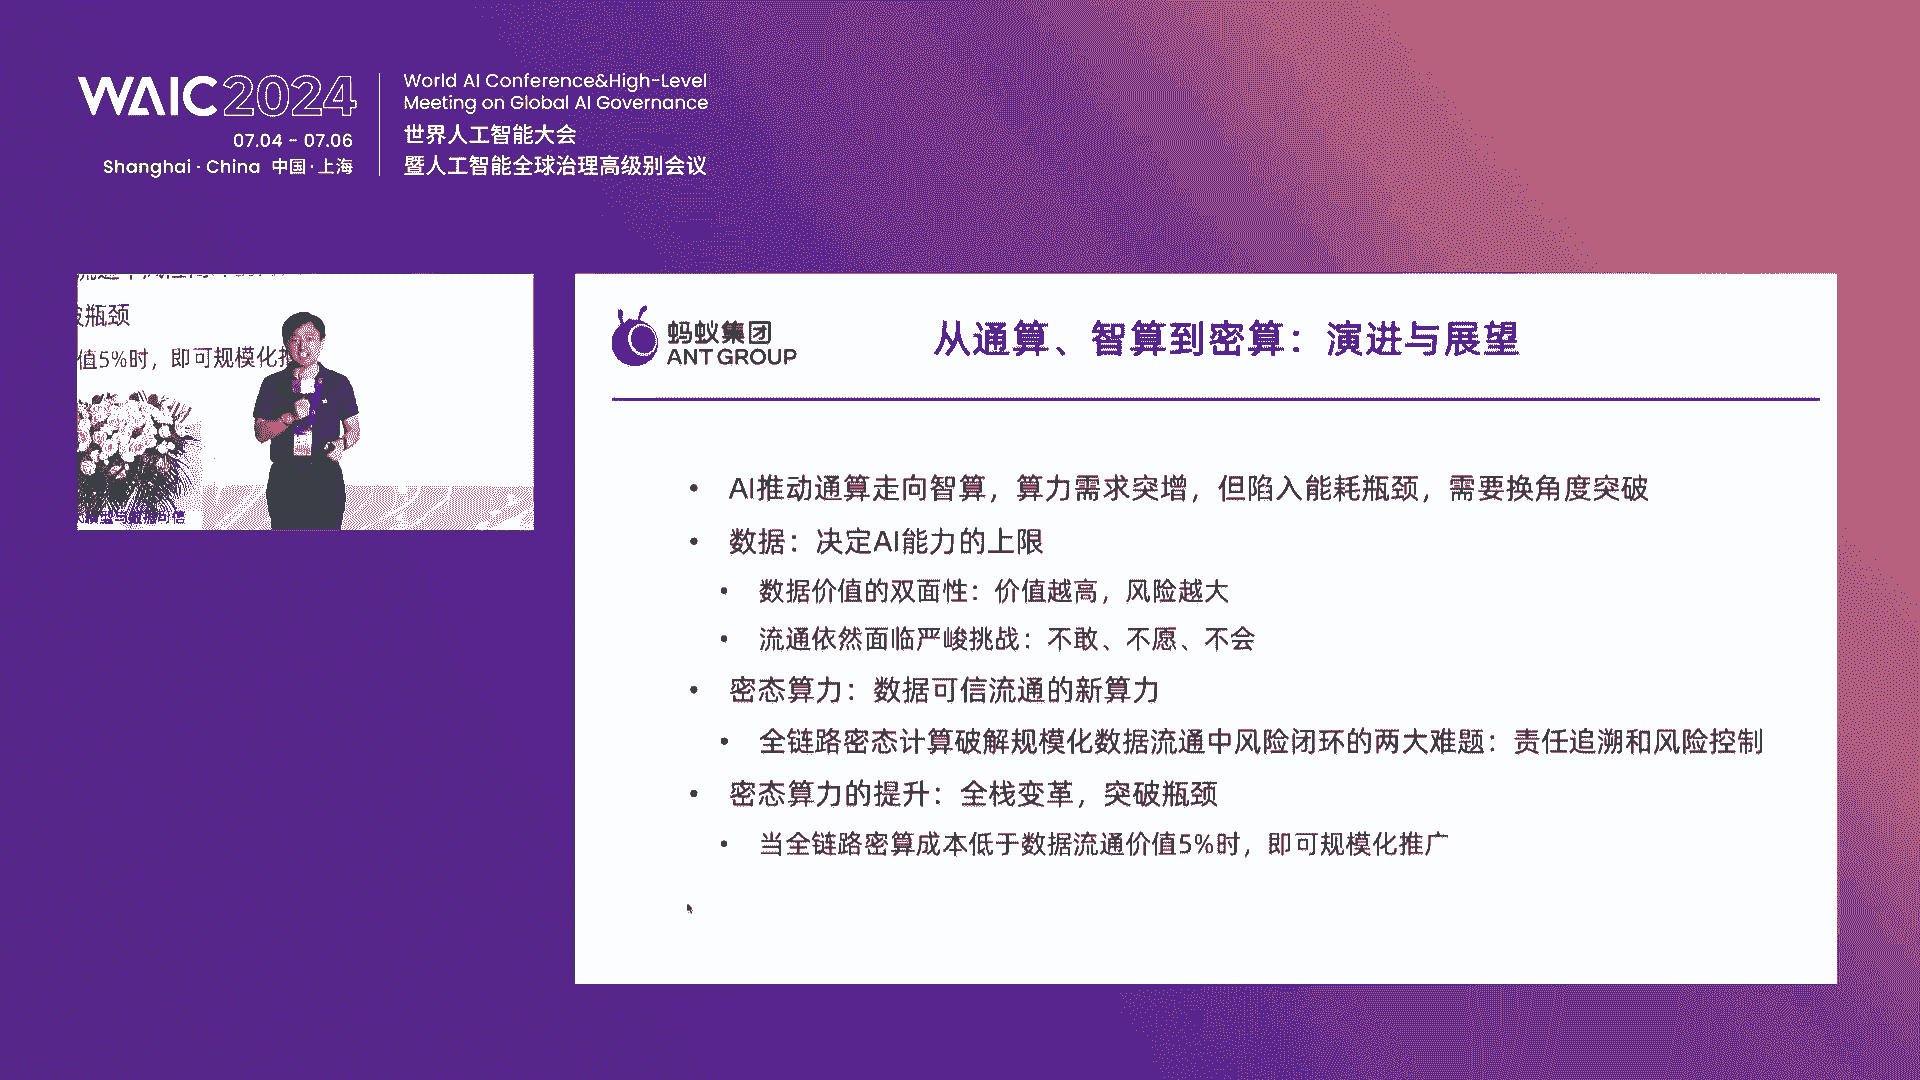 WAIC 2024
07.04 - 07.06
Shanghai · China 中国·上海
World AI Conference&High-Level
Meeting on Global AI Governance
世界人工智能大会
暨人工智能全球治理高级别会议
瓶颈
值5%时，即可规模化推
模型与数据可信
蚂蚁集团
ANT GROUP
从通算、智算到密算：演进与展望
• AI推动通算走向智算，算力需求突增，但陷入能耗瓶颈，需要换角度突破
• 数据：决定AI能力的上限
• 数据价值的双面性：价值越高，风险越大
• 流通依然面临严峻挑战：不敢、不愿、不会
• 密态算力：数据可信流通的新算力
• 全链路密态计算破解规模化数据流通中风险闭环的两大难题：责任追溯和风险控制
• 密态算力的提升：全栈变革，突破瓶颈
• 当全链路密算成本低于数据流通价值5%时，即可规模化推广